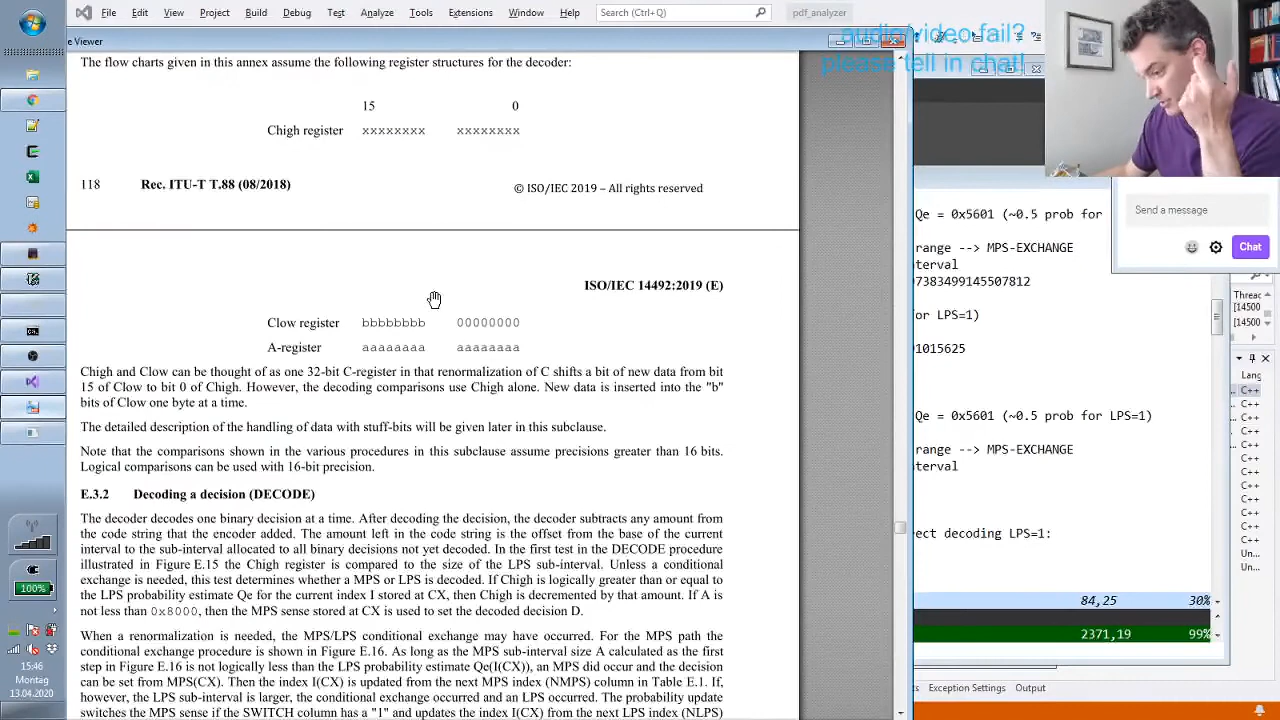 File Edit View Project Build Debug Test Analyze Tools Extensions Window Help Search (Ctrl+Q) pdf_analyzer
e Viewer
audio/video fail?
please tell in chat!
The flow charts given in this annex assume the following register structures for the decoder:
15 0
Chigh register xxxxxxxx xxxxxxxx
118 Rec. ITU-T T.88 (08/2018) © ISO/IEC 2019 – All rights reserved
ISO/IEC 14492:2019 (E)
Clow register bbbbbbbb 00000000
A-register aaaaaaaa aaaaaaaa
Chigh and Clow can be thought of as one 32-bit C-register in that renormalization of C shifts a bit of new data from bit
15 of Clow to bit 0 of Chigh. However, the decoding comparisons use Chigh alone. New data is inserted into the "b"
bits of Clow one byte at a time.
The detailed description of the handling of data with stuff-bits will be given later in this subclause.
Note that the comparisons shown in the various procedures in this subclause assume precisions greater than 16 bits.
Logical comparisons can be used with 16-bit precision.
E.3.2 Decoding a decision (DECODE)
The decoder decodes one binary decision at a time. After decoding the decision, the decoder subtracts any amount from
the code string that the encoder added. The amount left in the code string is the offset from the base of the current
interval to the sub-interval allocated to all binary decisions not yet decoded. In the first test in the DECODE procedure
illustrated in Figure E.15 the Chigh register is compared to the size of the LPS sub-interval. Unless a conditional
exchange is needed, this test determines whether a MPS or LPS is decoded. If Chigh is logically greater than or equal to
the LPS probability estimate Qe for the current index I stored at CX, then Chigh is decremented by that amount. If A is
not less than 0x8000, then the MPS sense stored at CX is used to set the decoded decision D.
When a renormalization is needed, the MPS/LPS conditional exchange may have occurred. For the MPS path the
conditional exchange procedure is shown in Figure E.16. As long as the MPS sub-interval size A calculated as the first
step in Figure E.16 is not logically less than the LPS probability estimate Qe(I(CX)), an MPS did occur and the decision
can be set from MPS(CX). Then the index I(CX) is updated from the next MPS index (NMPS) column in Table E.1. If,
however, the LPS sub-interval is larger, the conditional exchange occurred and an LPS occurred. The probability update
switches the MPS sense if the SWITCH column has a "1" and updates the index I(CX) from the next LPS index (NLPS)
Send a message
Chat
Qe = 0x5601 (~0.5 prob for
range --> MPS-EXCHANGE
terval
07383499145507812
for LPS=1)
01015625
Qe = 0x5601 (~0.5 prob for LPS=1)
range --> MPS-EXCHANGE
terval
ect decoding LPS=1:
84,25 30%
2371,19 99%
Thread
[14500
[14500
Lang
C++
C++
C++
C++
C++
C++
C++
C++
C++
C++
C++
C++
Un...
Un...
Exception Settings Output
100%
15:46
Montag
13.04.2020